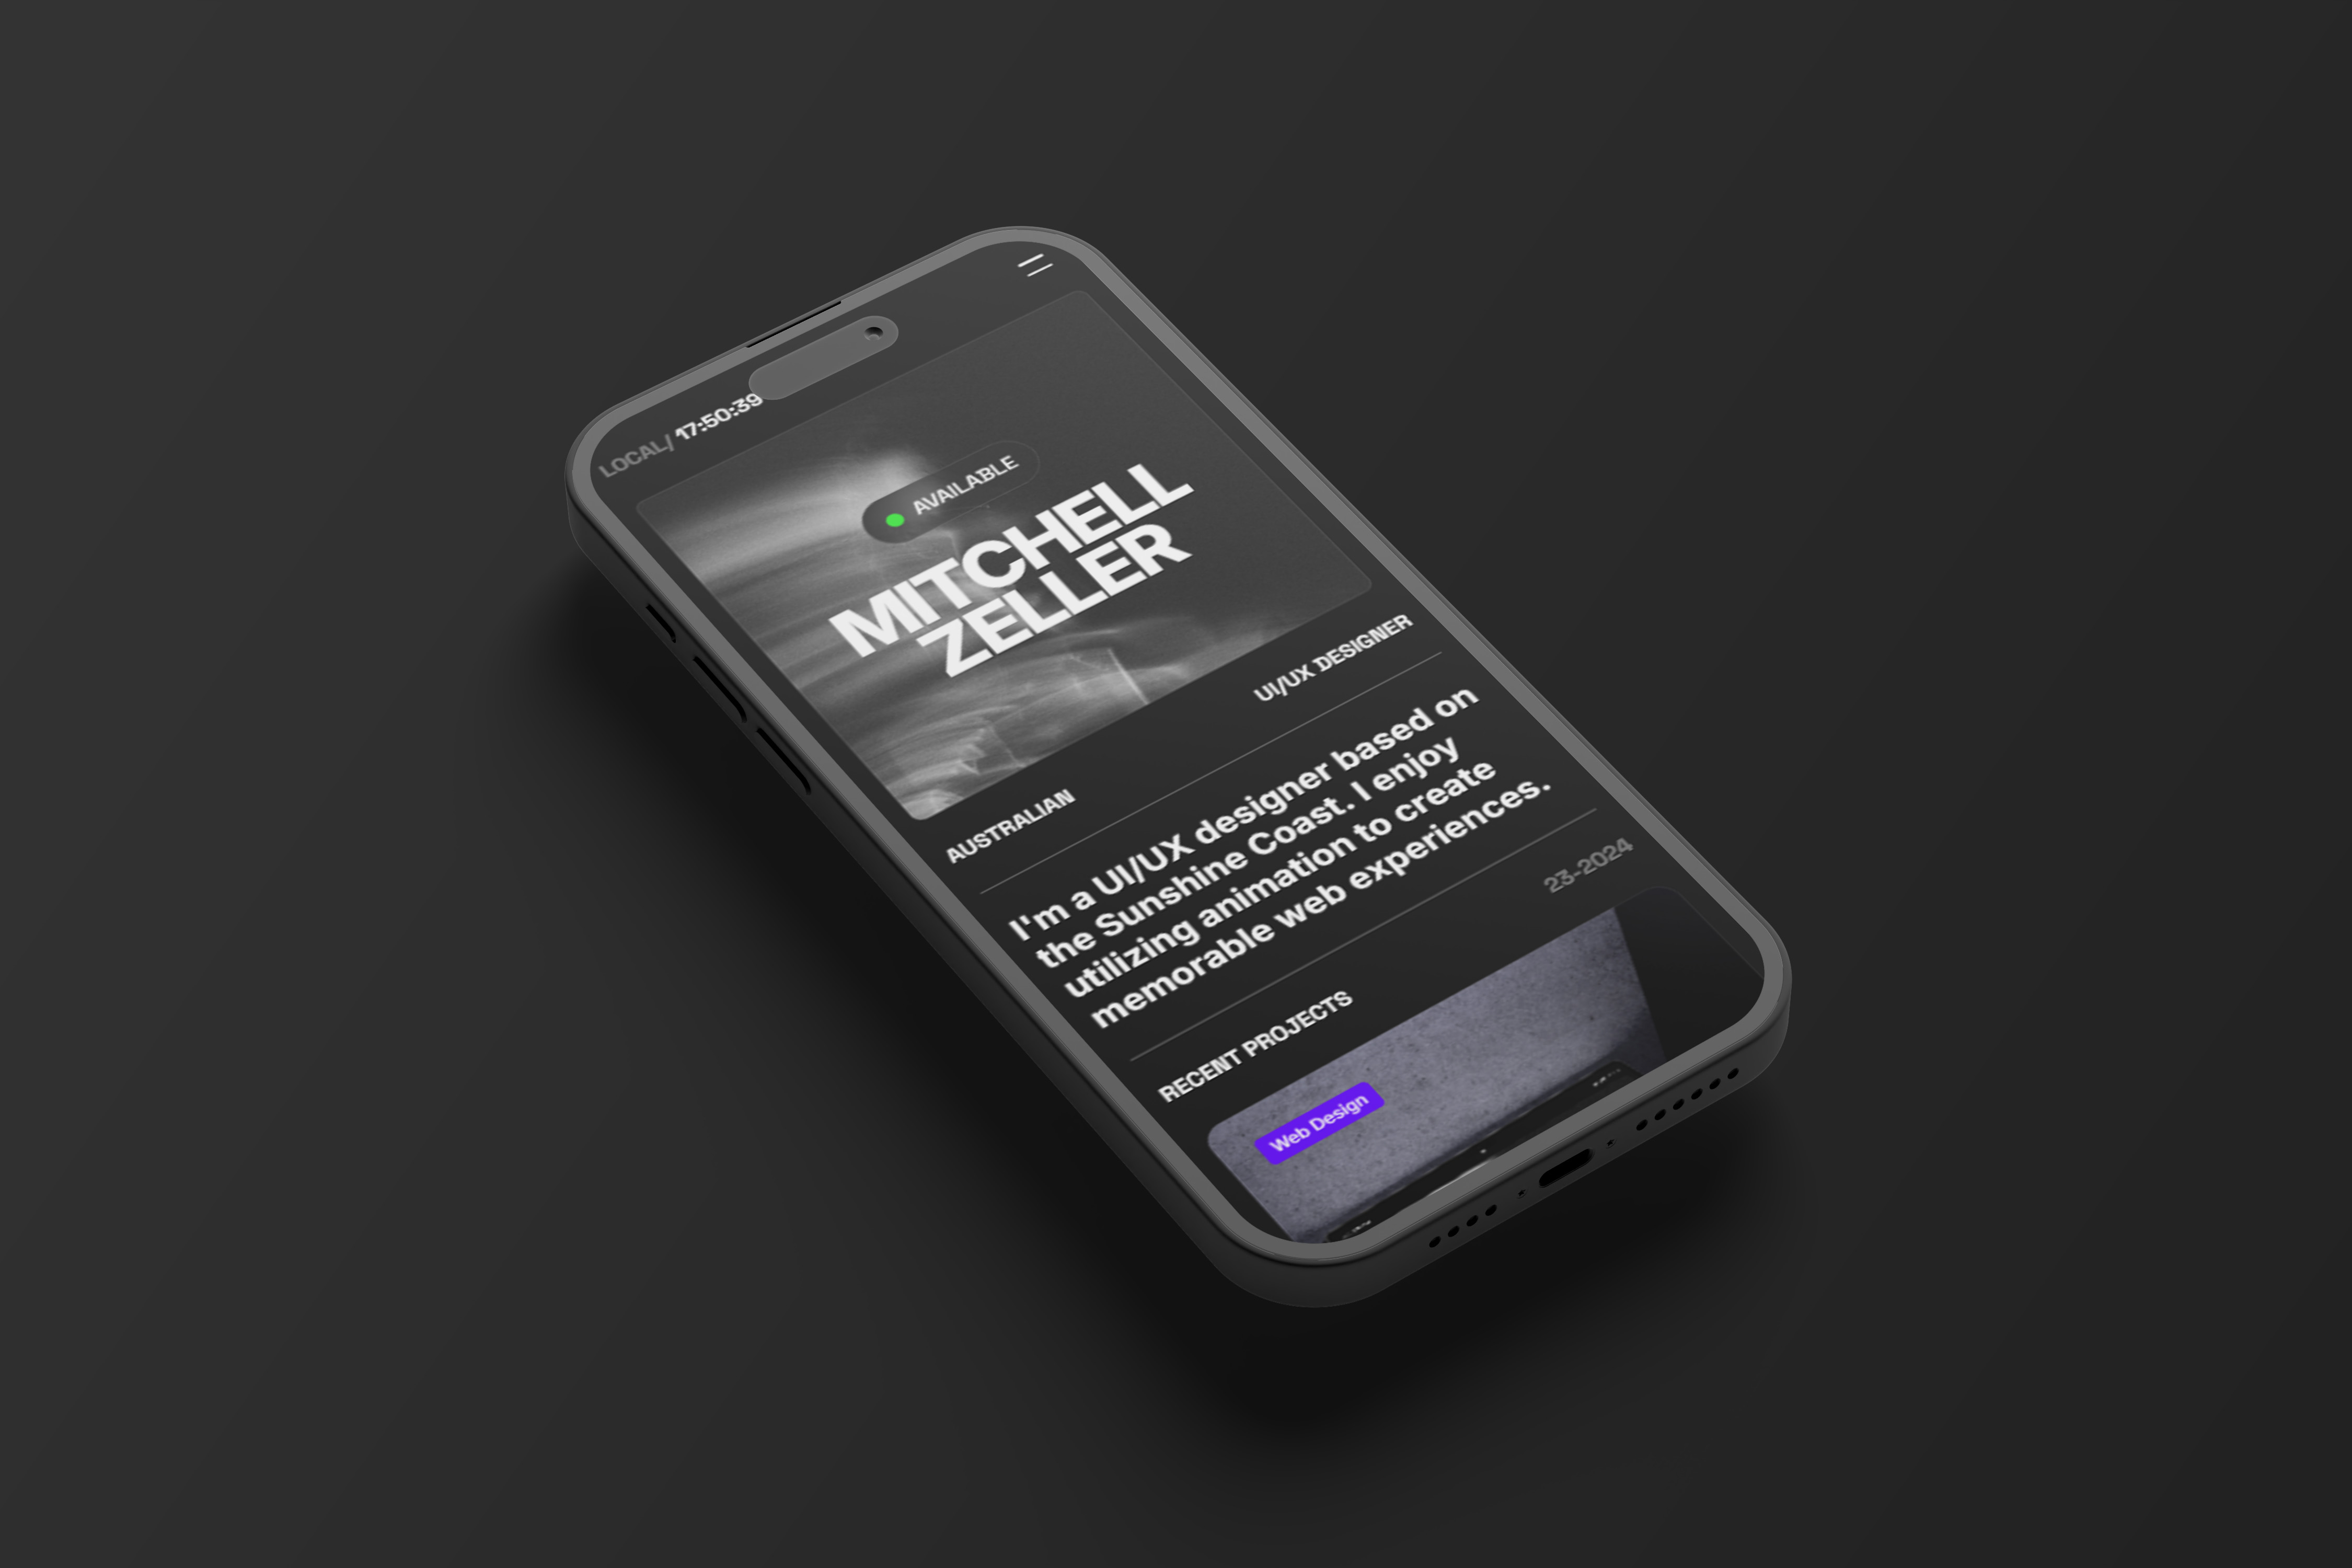 LOCAL/ 17:50:39
AVAILABLE
MITCHELL
ZELLER
AUSTRALIAN
UI/UX DESIGNER
I'm a UI/UX designer based on
the Sunshine Coast. I enjoy
utilizing animation to create
memorable web experiences.
RECENT PROJECTS
23-2024
Web Design